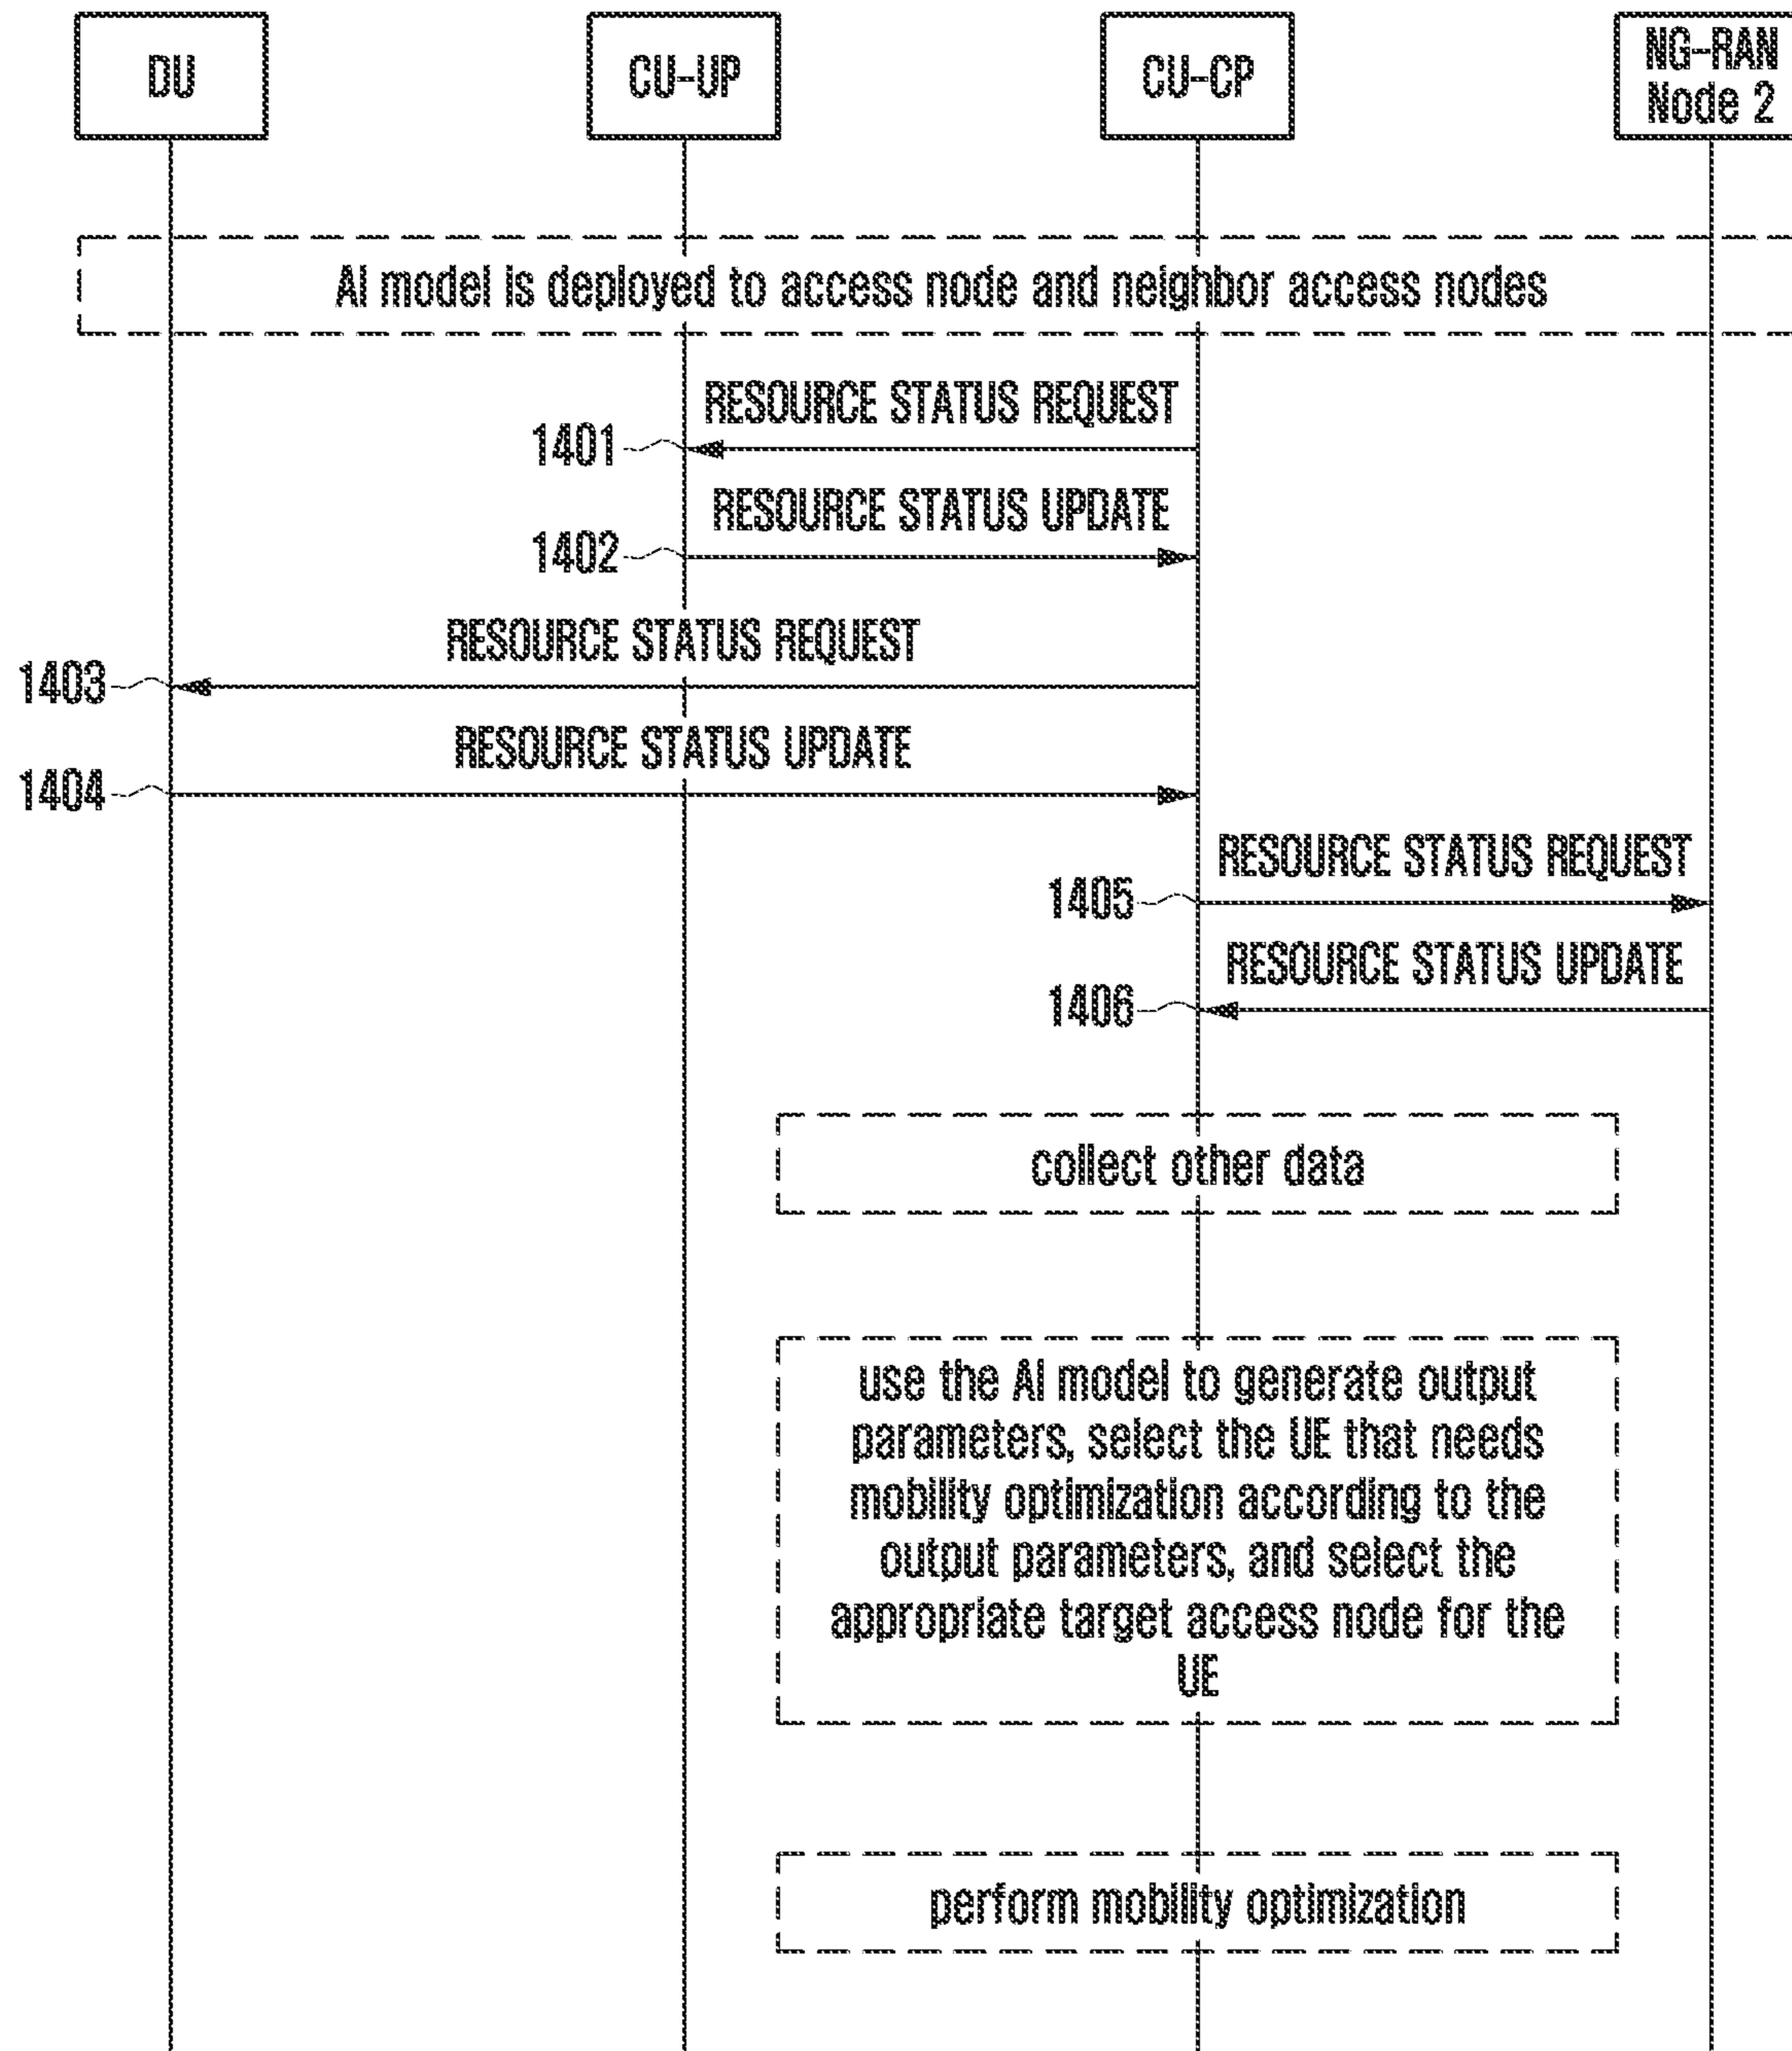 DU
CU-UP
CU-CP
NG-RAN
Node 2
AI model is deployed to access node and neighbor access nodes
RESOURCE STATUS REQUEST
1401
RESOURCE STATUS UPDATE
1402
RESOURCE STATUS REQUEST
1403
RESOURCE STATUS UPDATE
1404
RESOURCE STATUS REQUEST
1405
RESOURCE STATUS UPDATE
1406
collect other data
use the AI model to generate output
parameters, select the UE that needs
mobility optimization according to the
output parameters, and select the
appropriate target access node for the
UE
perform mobility optimization